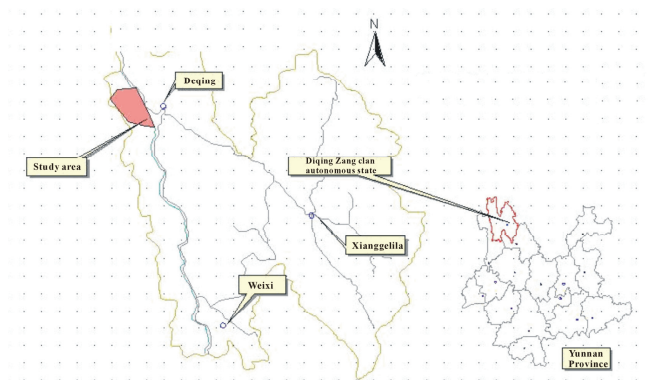 N
Deqing
Study area
Diqing Zang clan
autonomous state
Xianggelila
Weixi
Yunnan
Province